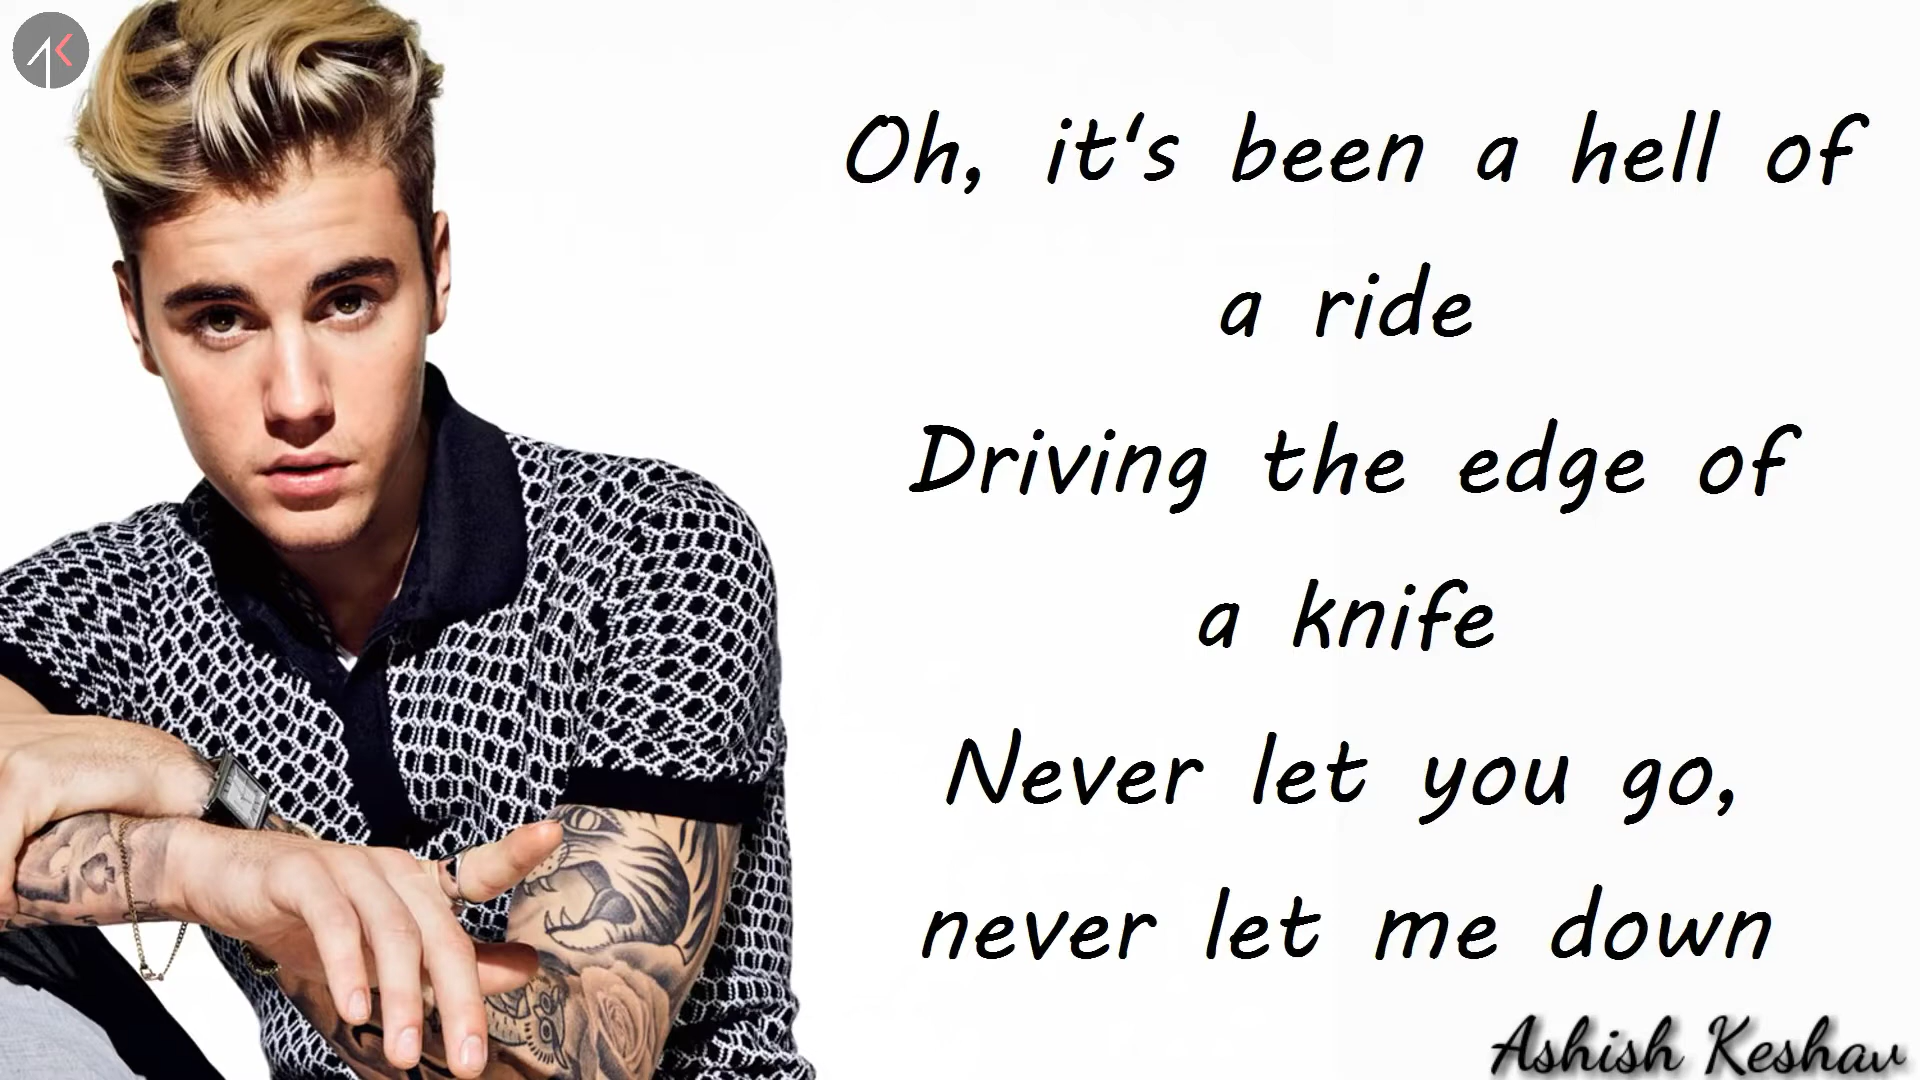 Oh, it's been a hell of
a ride
Driving the edge of
a knife
Never let you go,
never let me down
Ashish Keshav